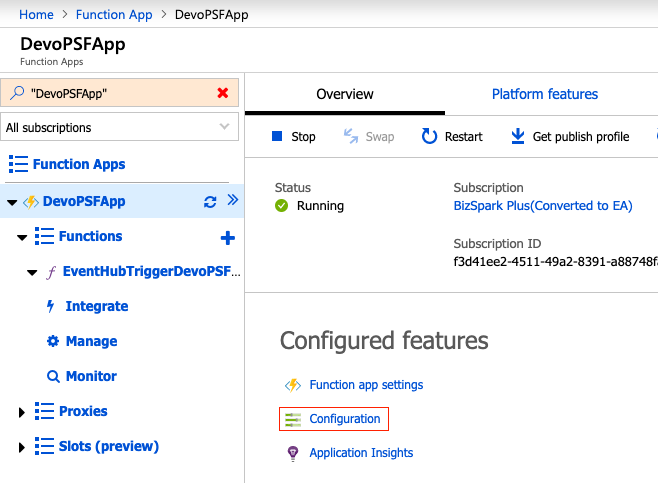 Home > Function App > DevoPSFApp
DevoPSFApp
Function Apps
"DevoPSFApp"
All subscriptions
Function Apps
DevoPSFApp
Functions
EventHubTriggerDevoPSF...
Integrate
Manage
Monitor
Proxies
Slots (preview)
Overview
Platform features
Stop
Swap
Restart
Get publish profile
Status
Running
Subscription
BizSpark Plus(Converted to EA)
Subscription ID
f3d41ee2-4511-49a2-8391-a88748f
Configured features
Function app settings
Configuration
Application Insights